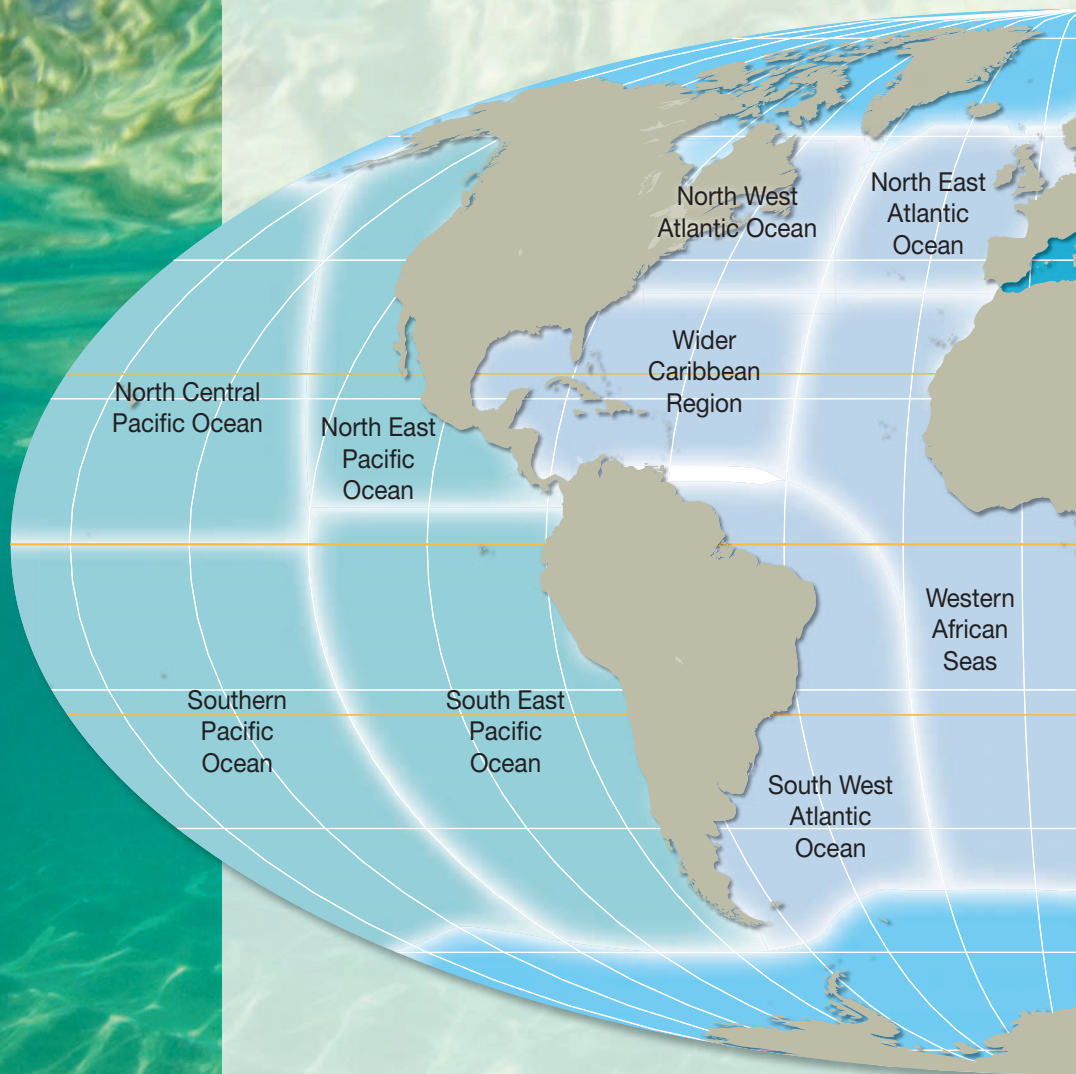 North West
Atlantic Ocean
North East
Atlantic
Ocean
Wider
Caribbean
Region
North Central
Pacific Ocean
North East
Pacific
Ocean
Western
African
Seas
Southern
Pacific
Ocean
South East
Pacific
Ocean
South West
Atlantic
Ocean